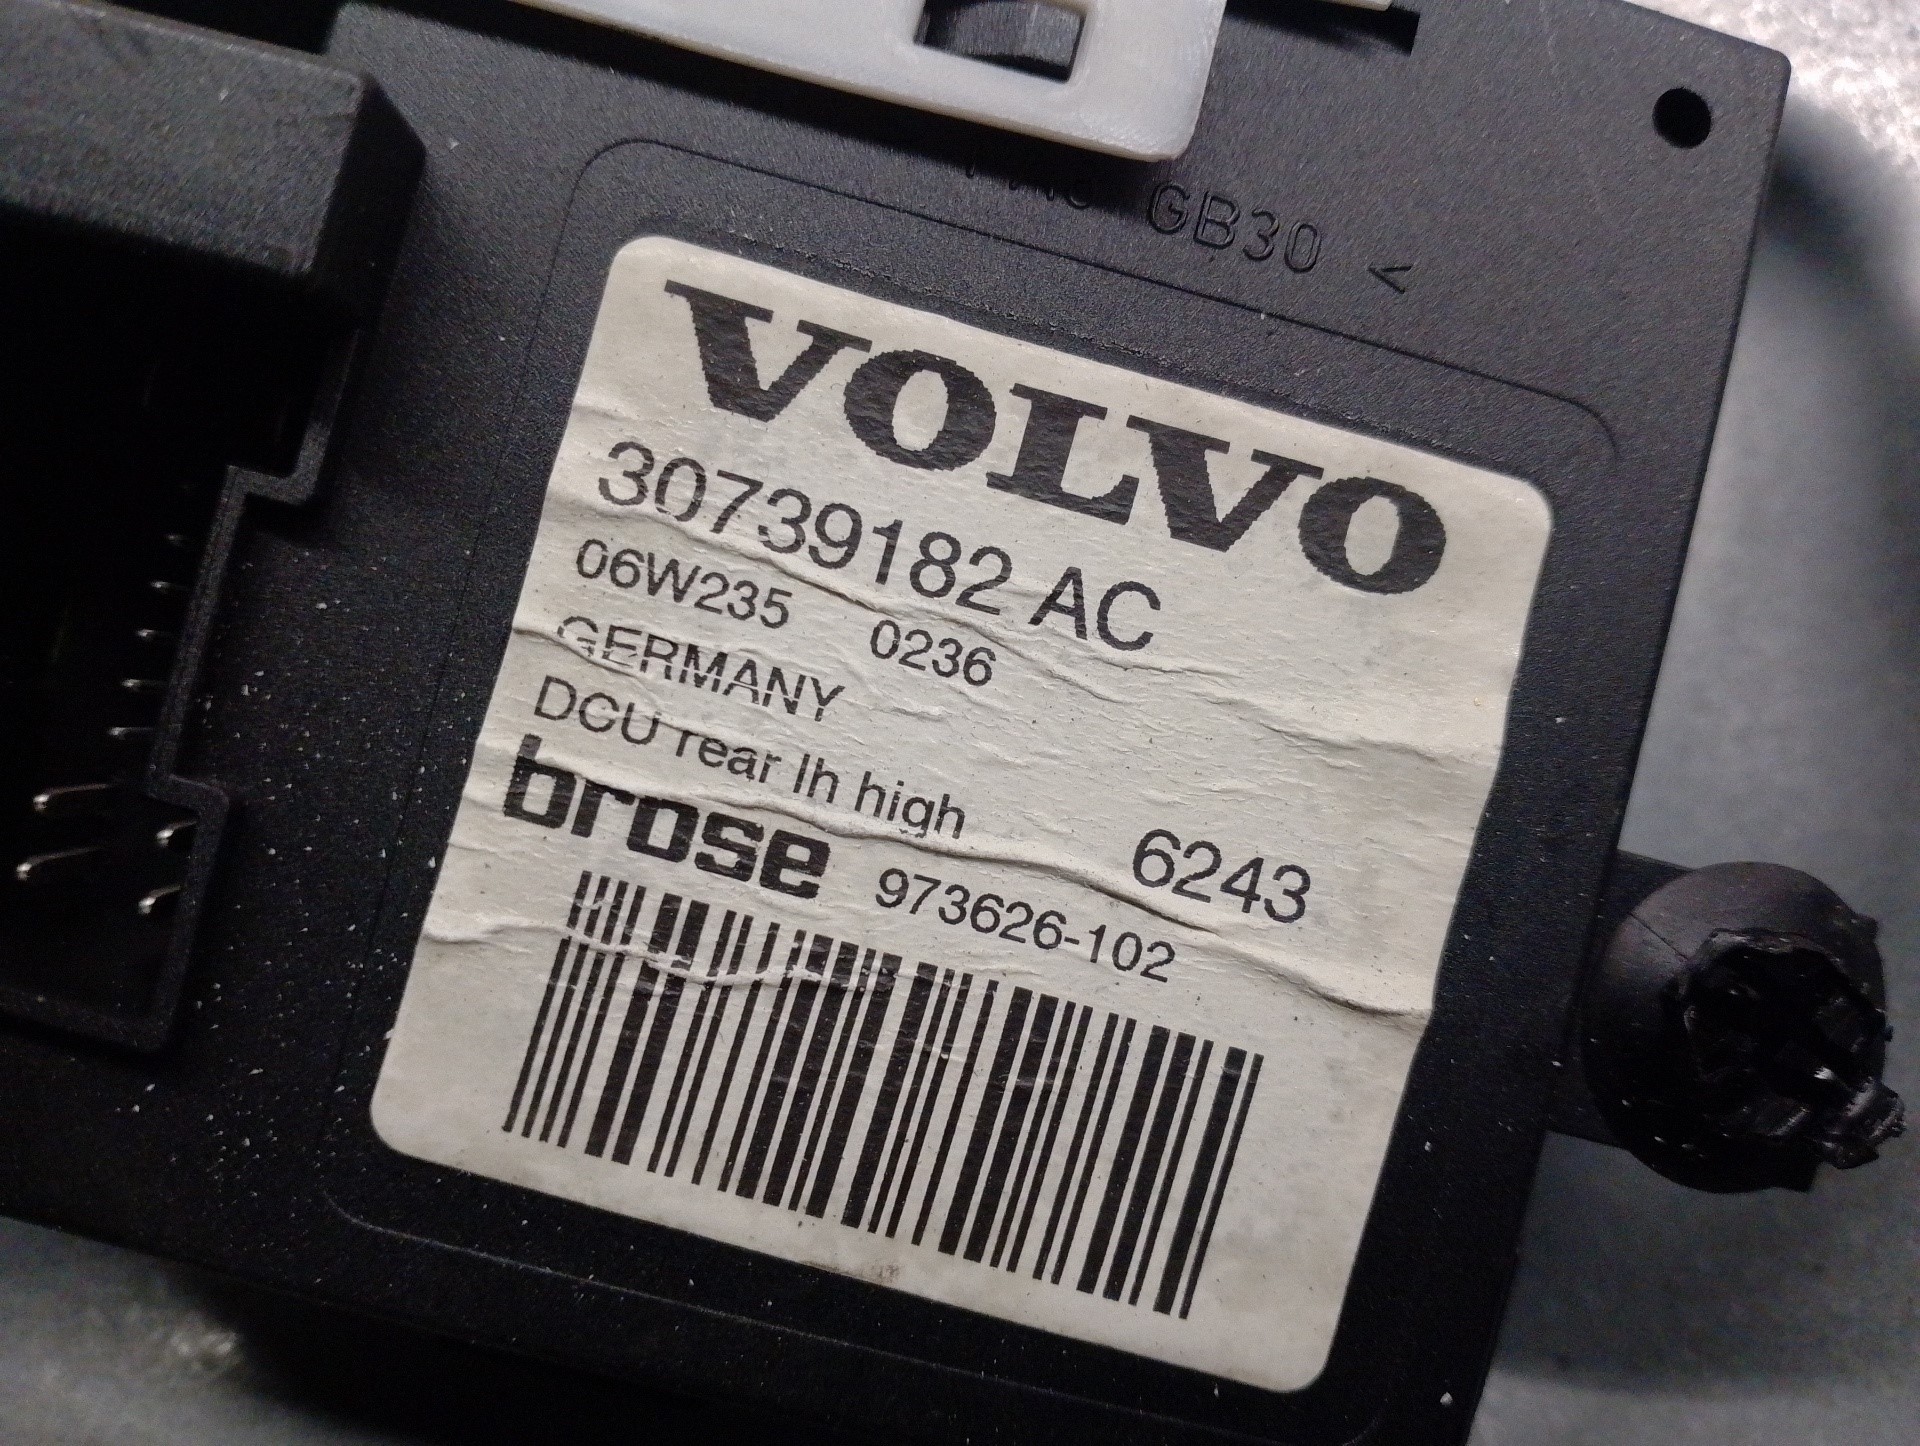 GB30 <
VOLVO
30739182 AC
06W235 0236
GERMANY
DCU rear lh high
6243
brose 973626-102